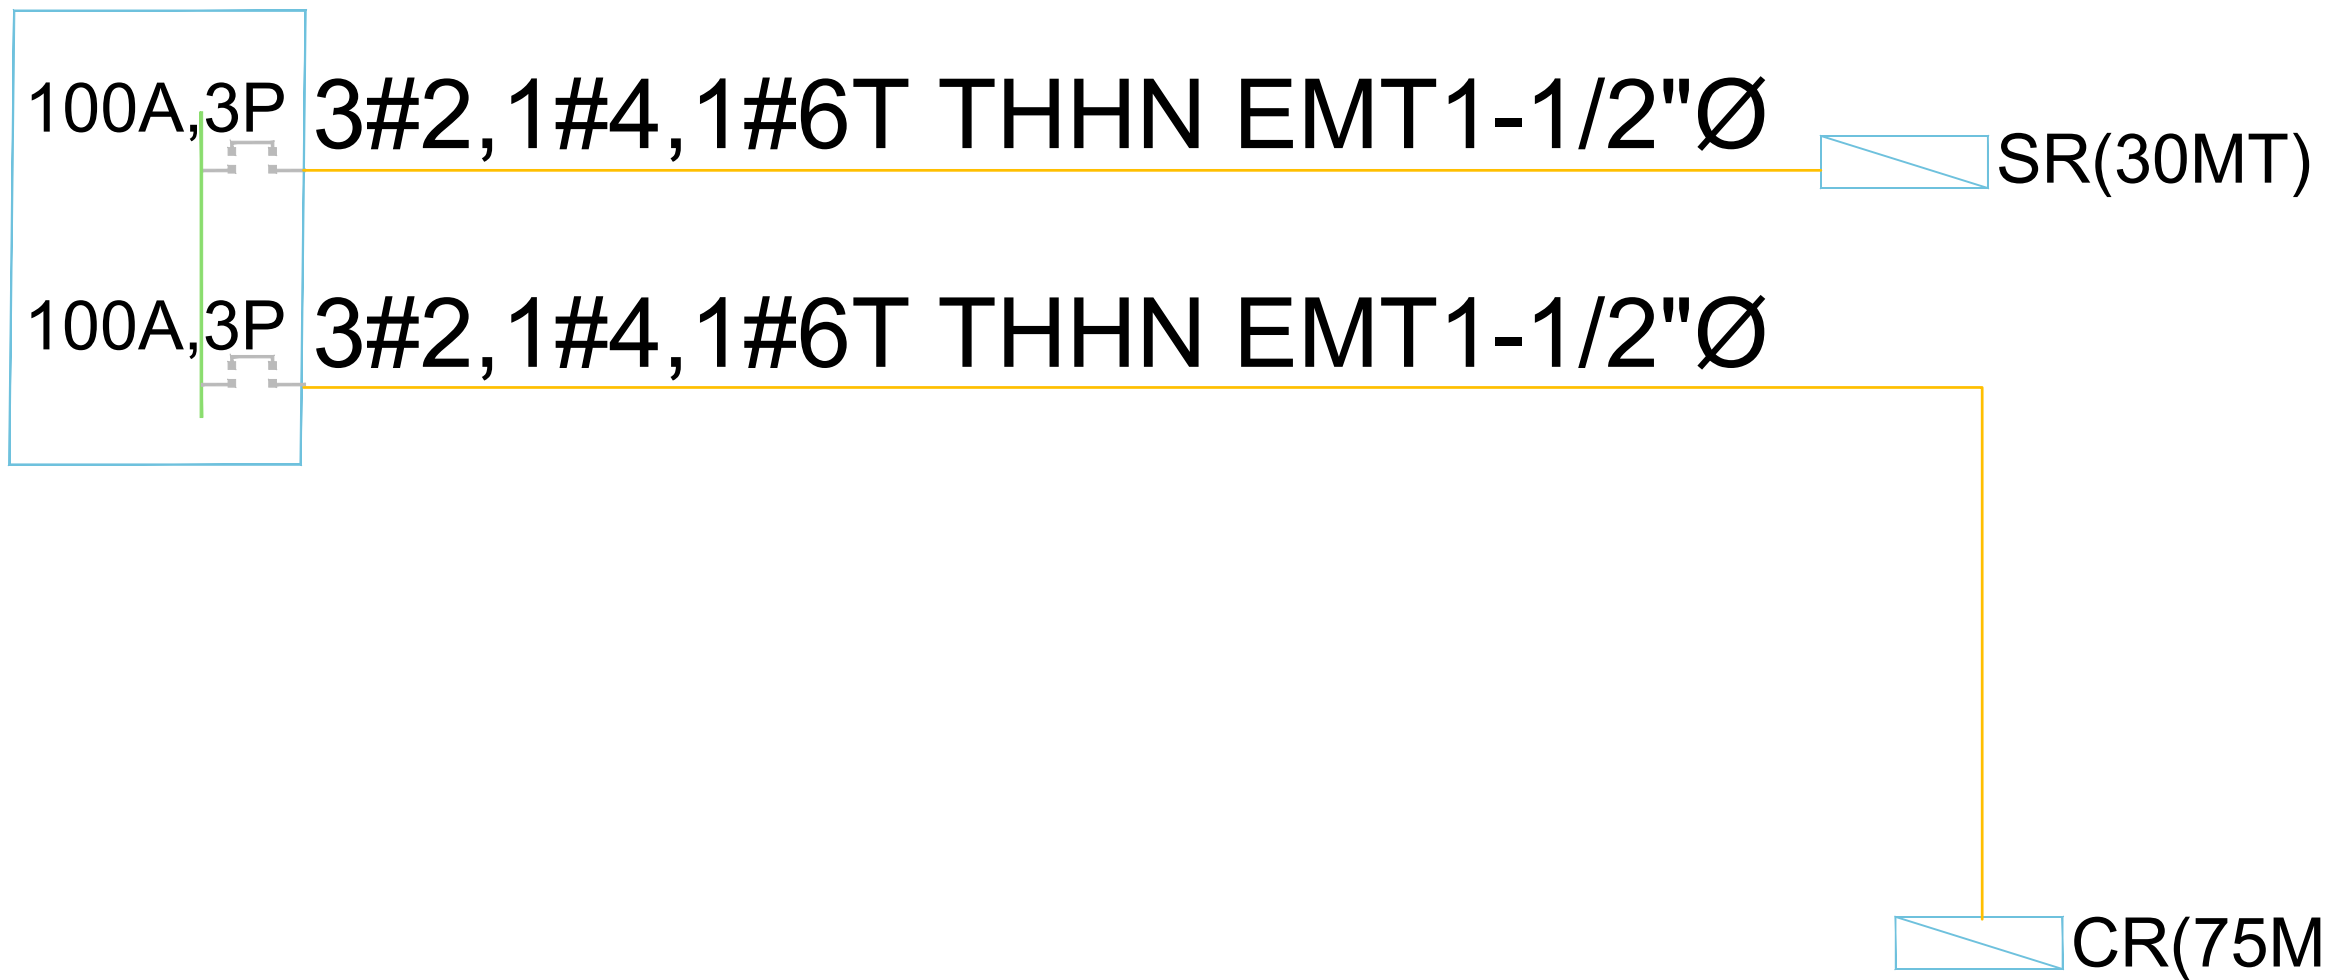 100A,3P 3#2,1#4,1#6T THHN EMT1-1/2"Ø
SR(30MT)
100A,3P 3#2,1#4,1#6T THHN EMT1-1/2"Ø
CR(75M